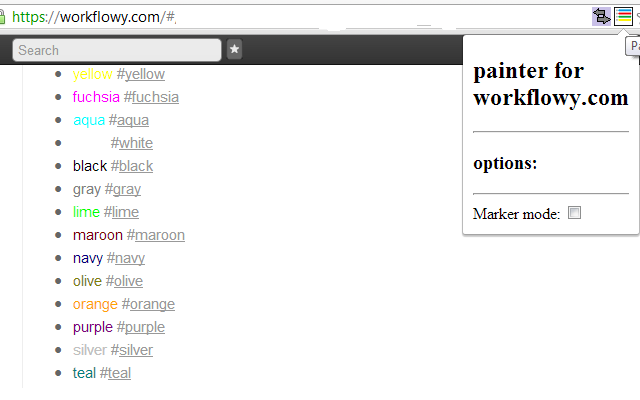 https://workflowy.com/#
Search
yellow #yellow
fuchsia #fuchsia
aqua #aqua
#white
black #black
gray #gray
lime #lime
maroon #maroon
navy #navy
olive #olive
orange #orange
purple #purple
silver #silver
teal #teal
Pa
painter for
workflowy.com
options:
Marker mode: